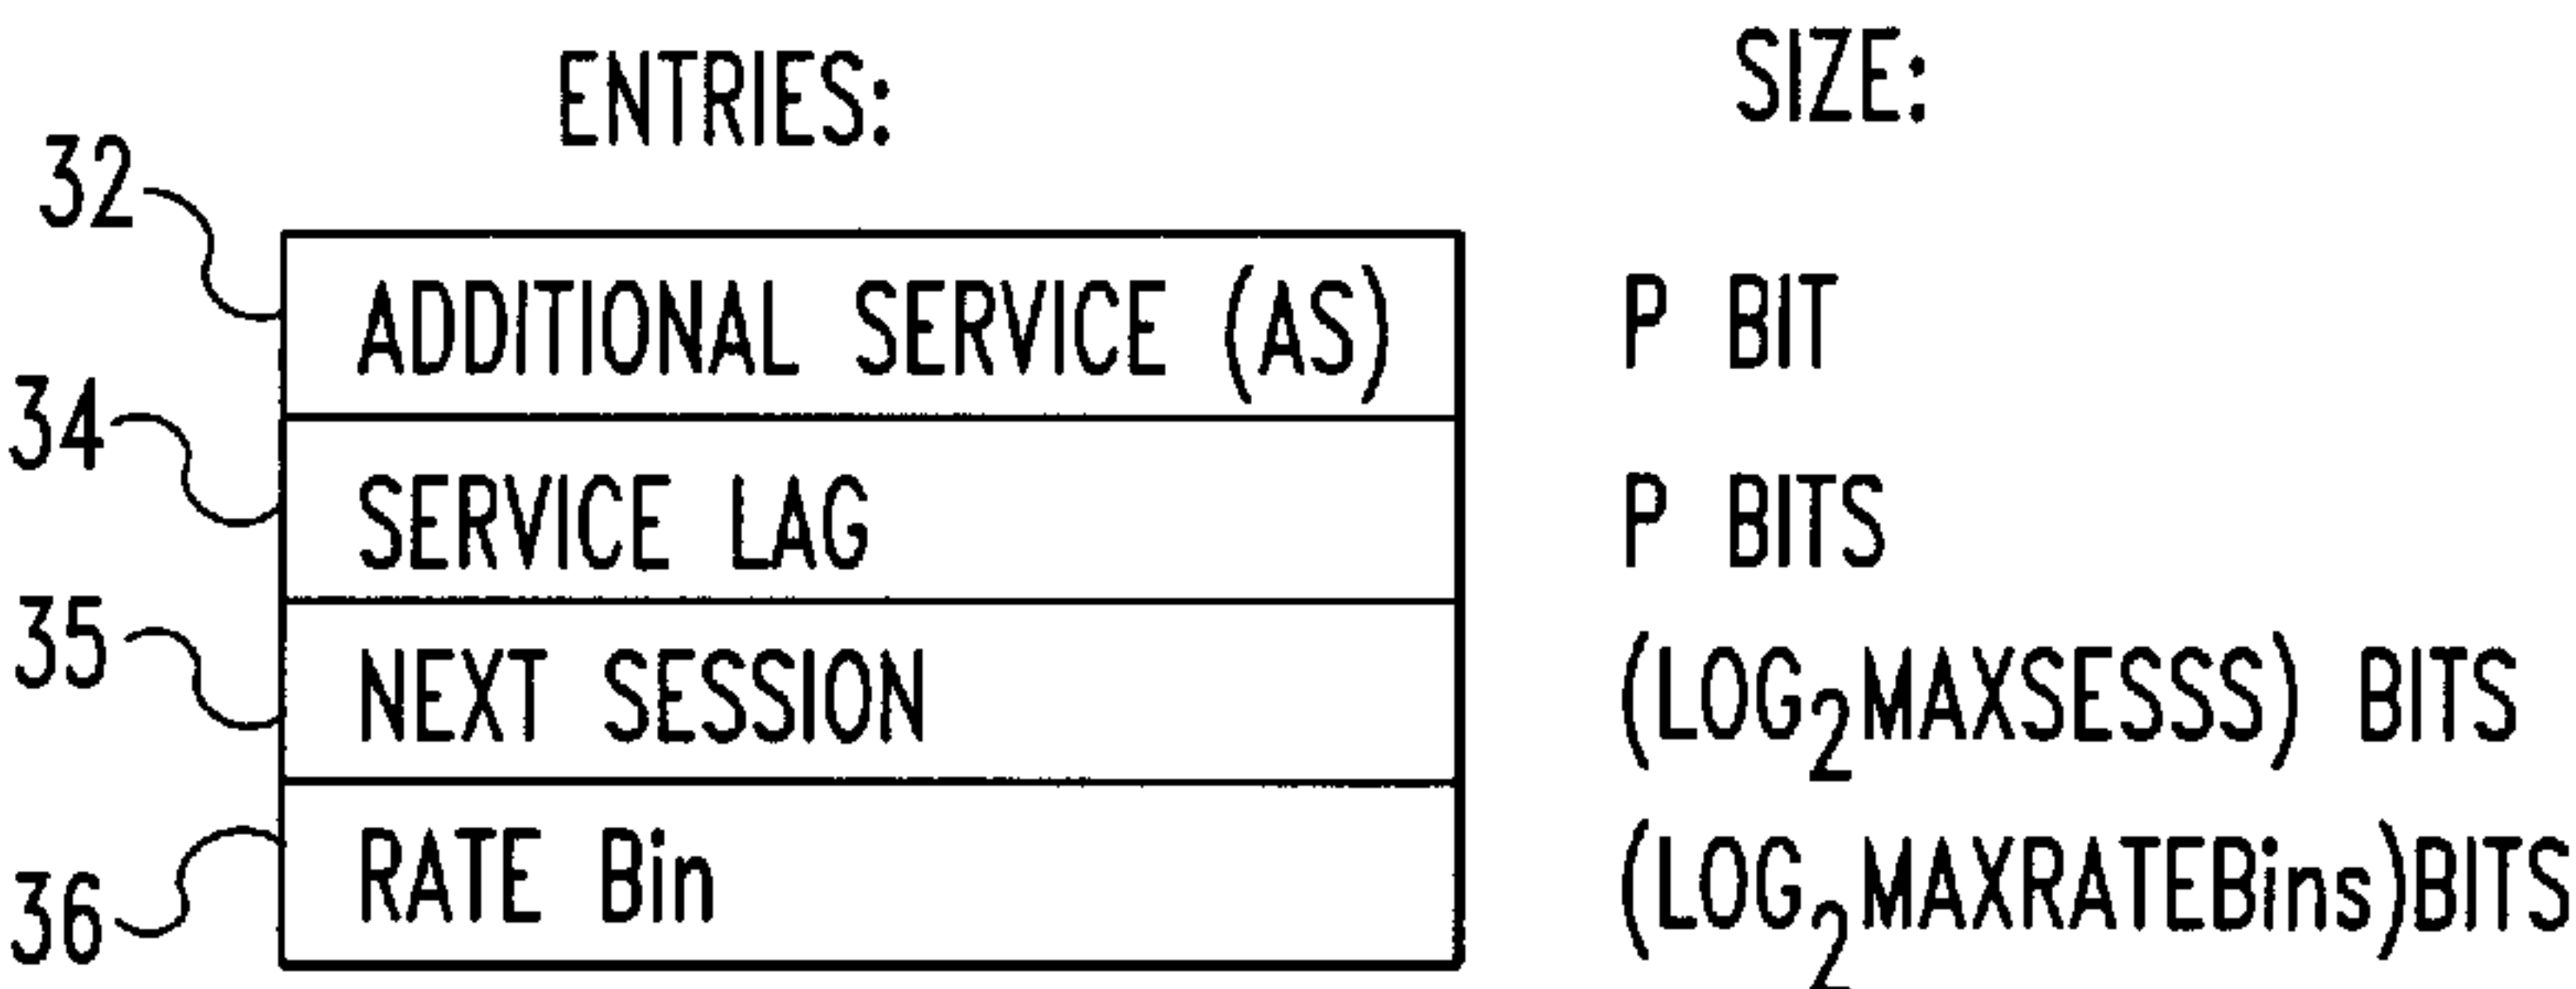 ENTRIES: SIZE:
32
ADDITIONAL SERVICE (AS) P BIT
34
SERVICE LAG P BITS
35
NEXT SESSION (LOG₂MAXSESSS) BITS
RATE Bin (LOG₂MAXRATEBins)BITS
36